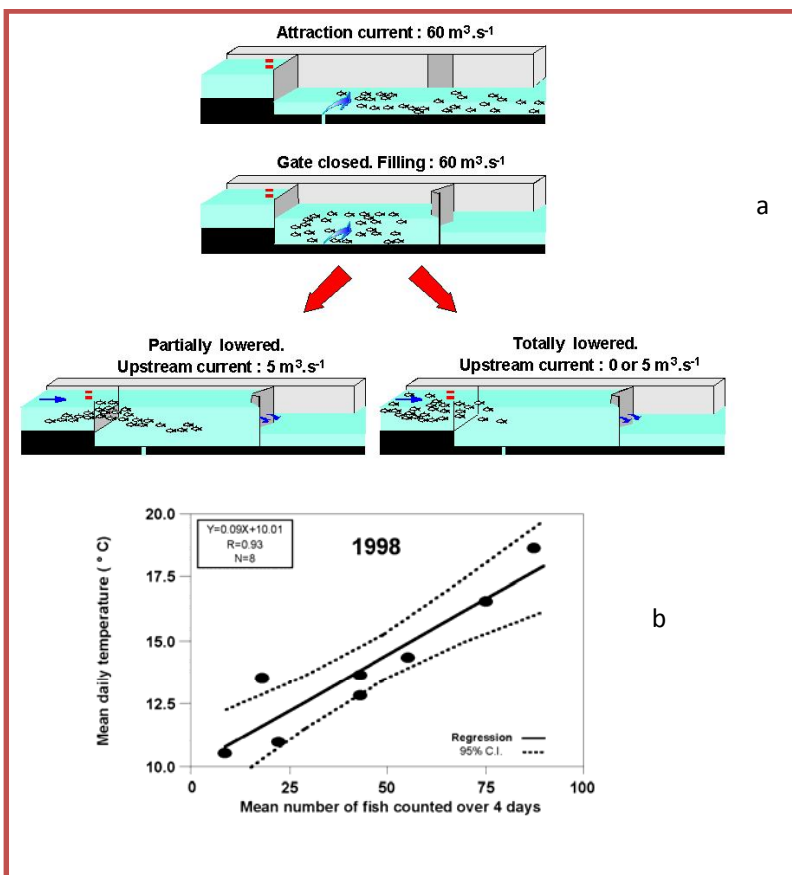 Attraction current : 60 m³.s⁻¹
Gate closed. Filling : 60 m³.s⁻¹
a
Partially lowered.
Upstream current : 5 m³.s⁻¹
Totally lowered.
Upstream current : 0 or 5 m³.s⁻¹
20.0
17.5
15.0
12.5
10.0
Mean daily temperature ( ° C)
Y=0.09X+10.01
R=0.93
N=8
1998
b
Regression
95% C.I.
0
25
50
75
100
Mean number of fish counted over 4 days